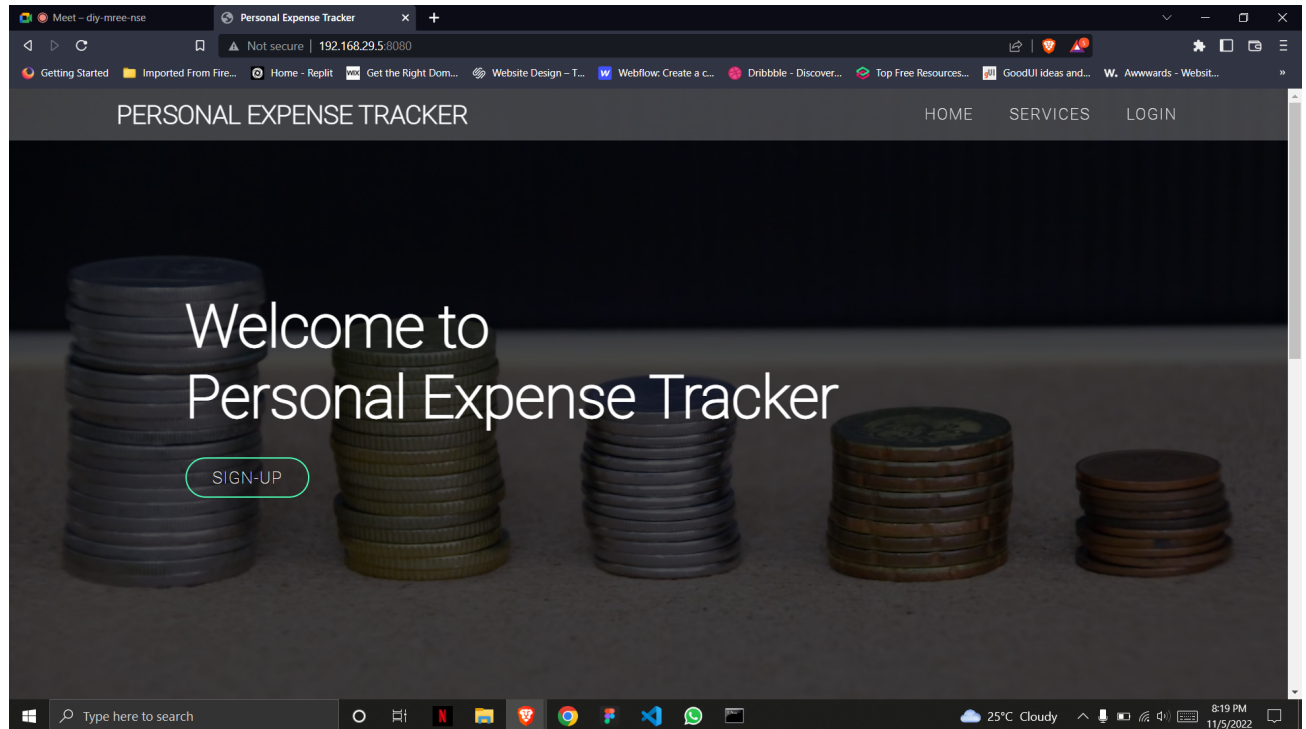 Meet – diy-mree-nse
Personal Expense Tracker
Not secure | 192.168.29.5:8080
Getting Started Imported From Fire... Home - Replit Get the Right Dom... Website Design – T... Webflow: Create a c... Dribbble - Discover... Top Free Resources... GoodUI ideas and... W. Awwwards - Websit... »
PERSONAL EXPENSE TRACKER HOME SERVICES LOGIN
Welcome to
Personal Expense Tracker
SIGN-UP
Type here to search
25°C Cloudy
8:19 PM
11/5/2022